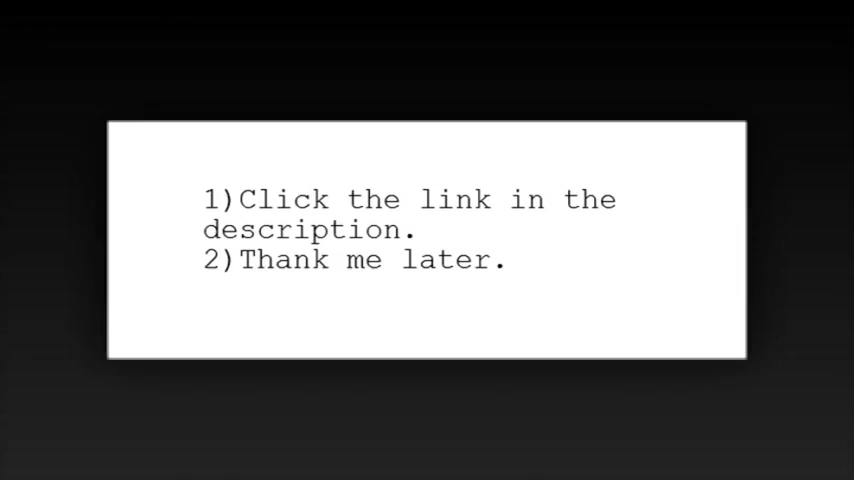 1)Click the link in the
description.
2)Thank me later.